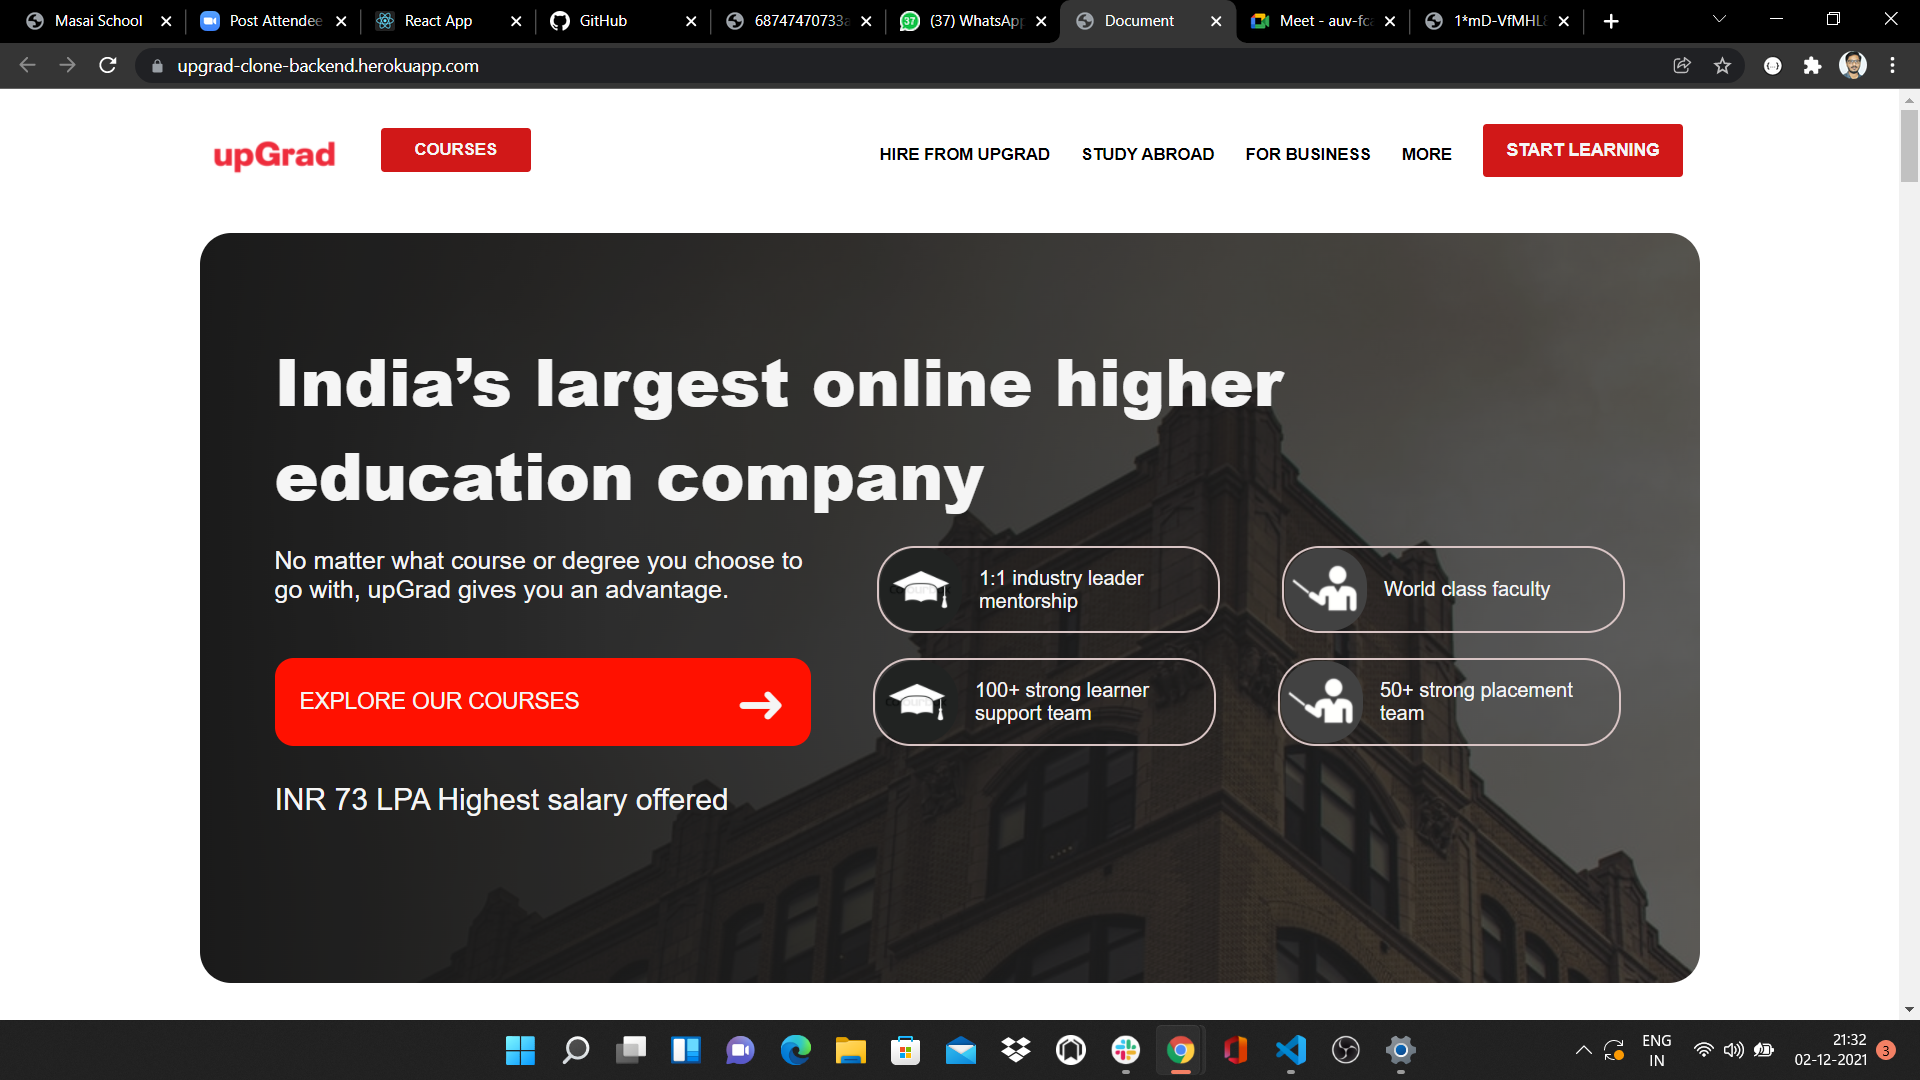 Masai School
Post Attendee
React App
GitHub
68747470733a
(37) WhatsApp
Document
Meet - auv-fca
1*mD-VfMHL8
upgrad-clone-backend.herokuapp.com
upGrad
COURSES
HIRE FROM UPGRAD
STUDY ABROAD
FOR BUSINESS
MORE
START LEARNING
India’s largest online higher
education company
No matter what course or degree you choose to
go with, upGrad gives you an advantage.
1:1 industry leader
mentorship
World class faculty
EXPLORE OUR COURSES
100+ strong learner
support team
50+ strong placement
team
INR 73 LPA Highest salary offered
ENG
IN
21:32
02-12-2021
3